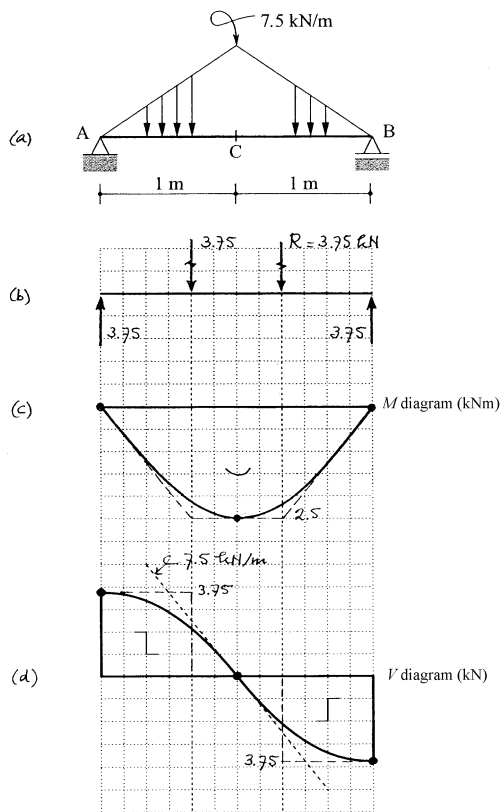 7.5 kN/m
A
B
(a)
C
1 m
1 m
3.75
R = 3.75 kN
(b)
3.75
3.75
(c)
M diagram (kNm)
2.5
7.5 kN/m
3.75
(d)
V diagram (kN)
3.75